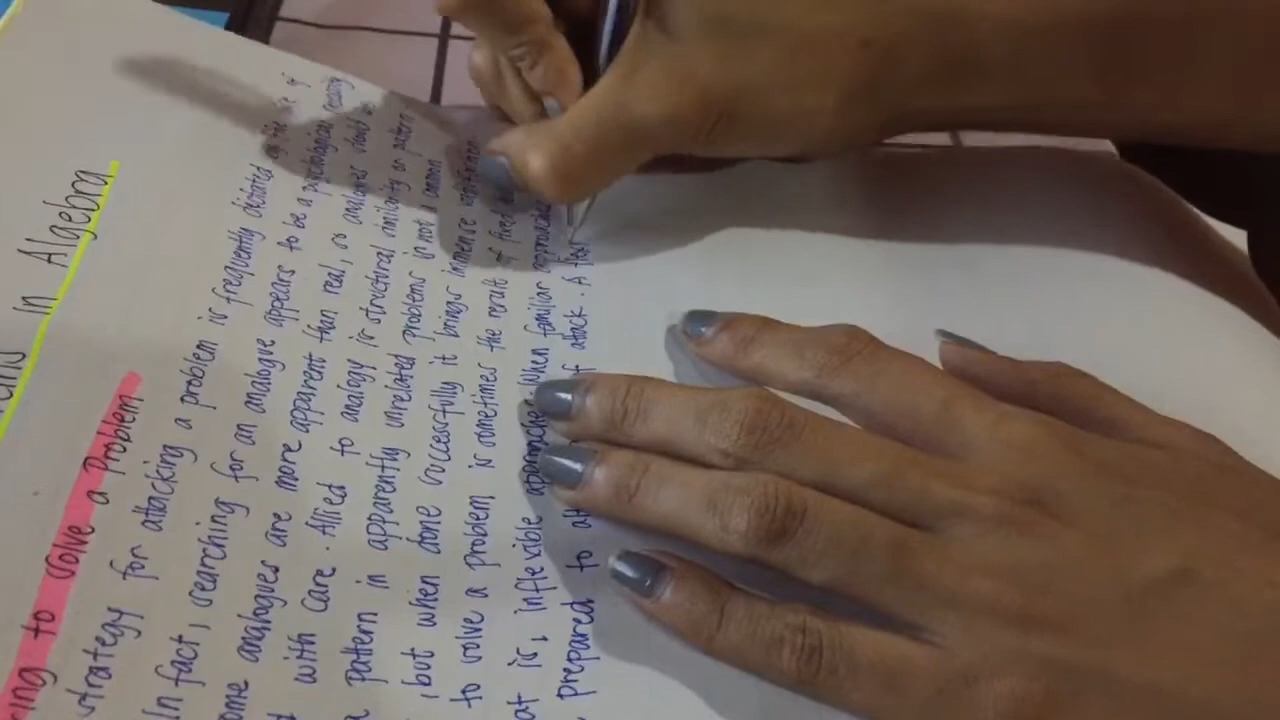 in Algebra
ing to solve a Problem
strategy for attacking a problem is frequently dictated
In fact, searching for an analogue appears to be a psychological
ome analogues are more apparent than real, so analogies should
with care. Allied to analogy is structural similarity or pattern
pattern in apparently unrelated problems is not a
, but when done successfully it brings immense
to solve a problem is sometimes the result of fixed
at is, inflexible approaches. When familiar approaches
prepared to attack. A